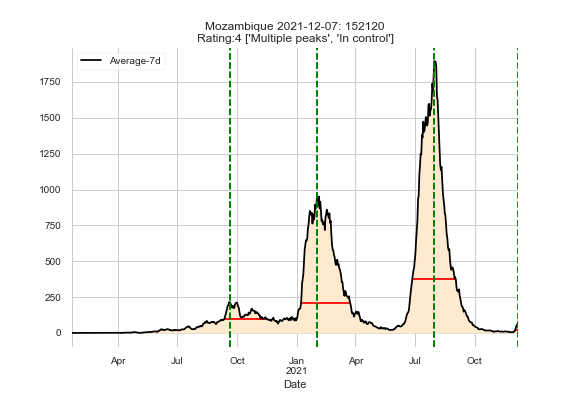 Mozambique 2021-12-07: 152120
Rating:4 ['Multiple peaks', 'In control']
Average-7d
1750
1500
1250
1000
750
500
250
0
Apr Jul Oct Jan Apr Jul Oct
2021
Date